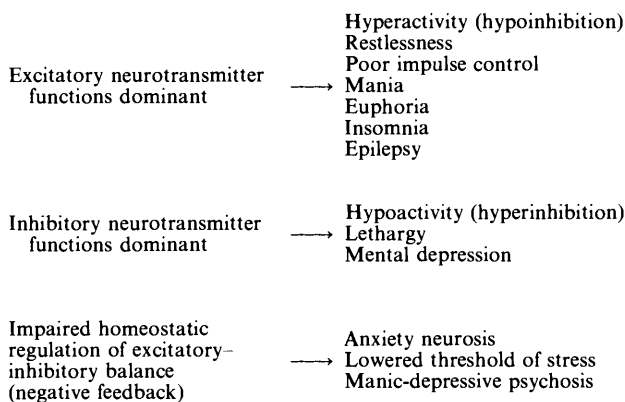 Excitatory neurotransmitter
functions dominant
Hyperactivity (hypoinhibition)
Restlessness
Poor impulse control
Mania
Euphoria
Insomnia
Epilepsy
Inhibitory neurotransmitter
functions dominant
Hypoactivity (hyperinhibition)
Lethargy
Mental depression
Impaired homeostatic
regulation of excitatory–
inhibitory balance
(negative feedback)
Anxiety neurosis
Lowered threshold of stress
Manic-depressive psychosis